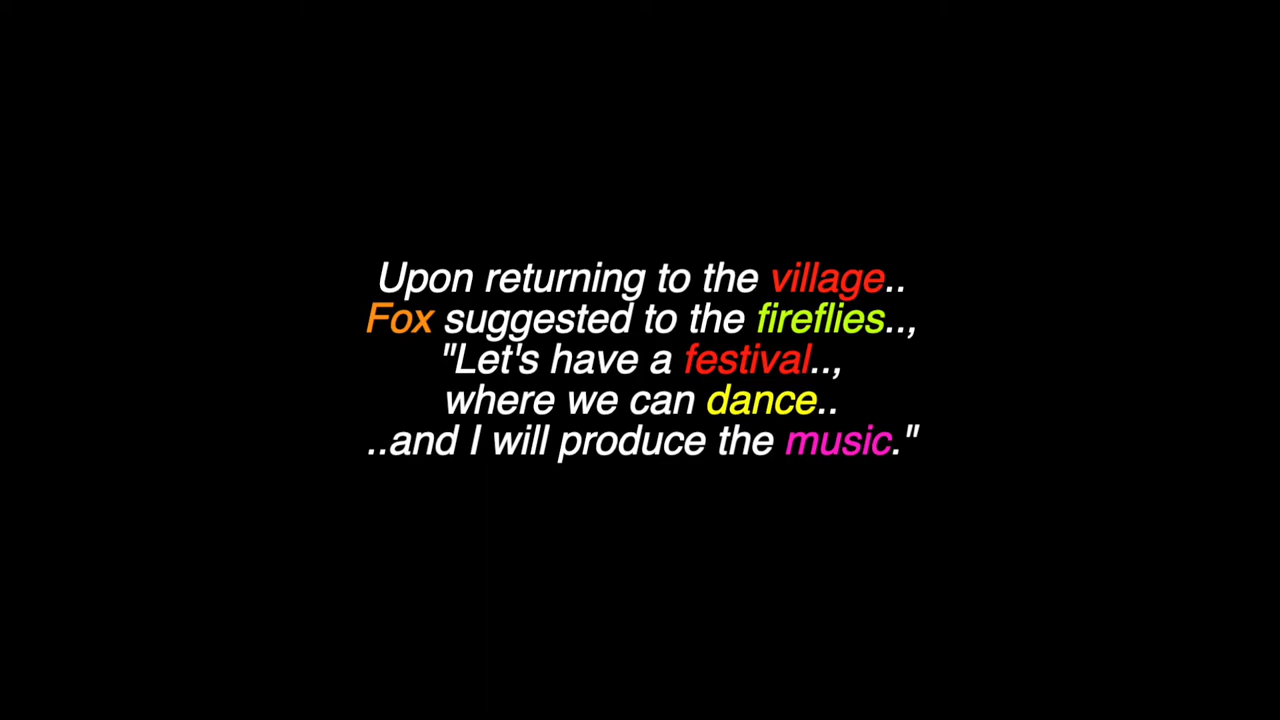 Upon returning to the village..
Fox suggested to the fireflies..,
"Let's have a festival..,
where we can dance..
..and I will produce the music."